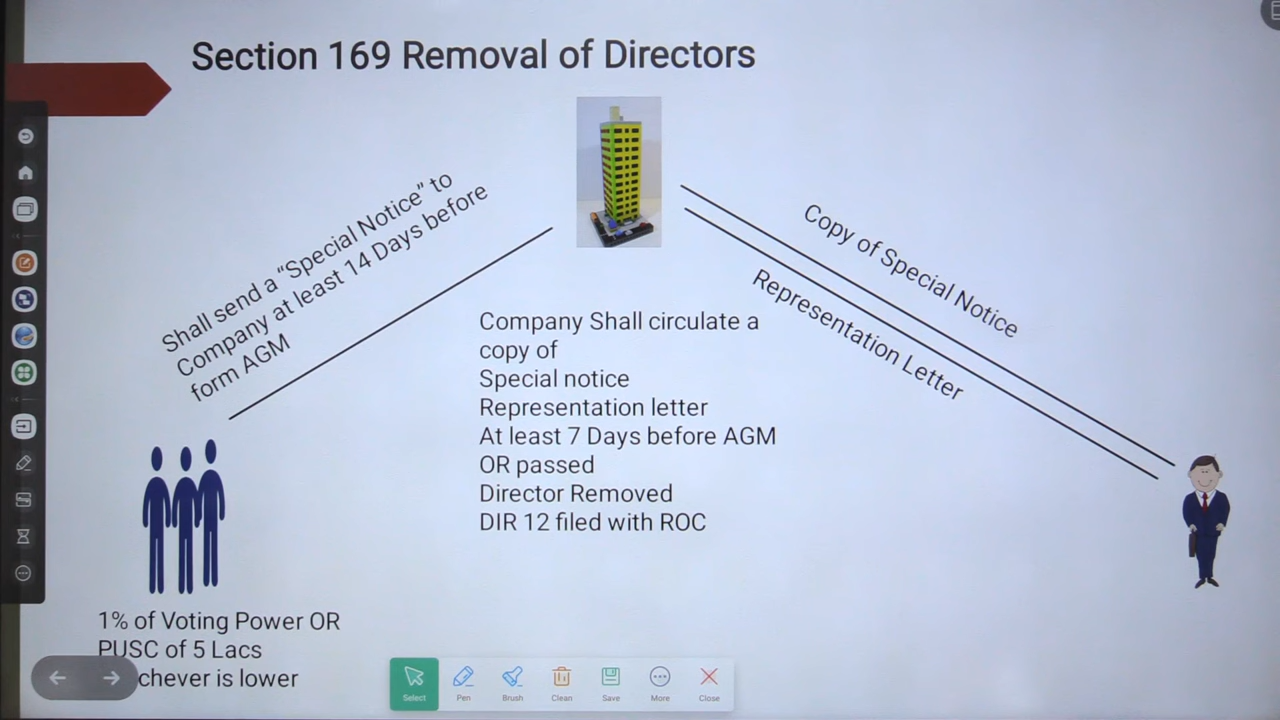 Section 169 Removal of Directors
Shall send a “Special Notice” to
Company at least 14 Days before
form AGM
Copy of Special Notice
Representation Letter
Company Shall circulate a
copy of
Special notice
Representation letter
At least 7 Days before AGM
OR passed
Director Removed
DIR 12 filed with ROC
1% of Voting Power OR
PUSC of 5 Lacs
chever is lower
Select
Pen
Brush
Clean
Save
More
Close